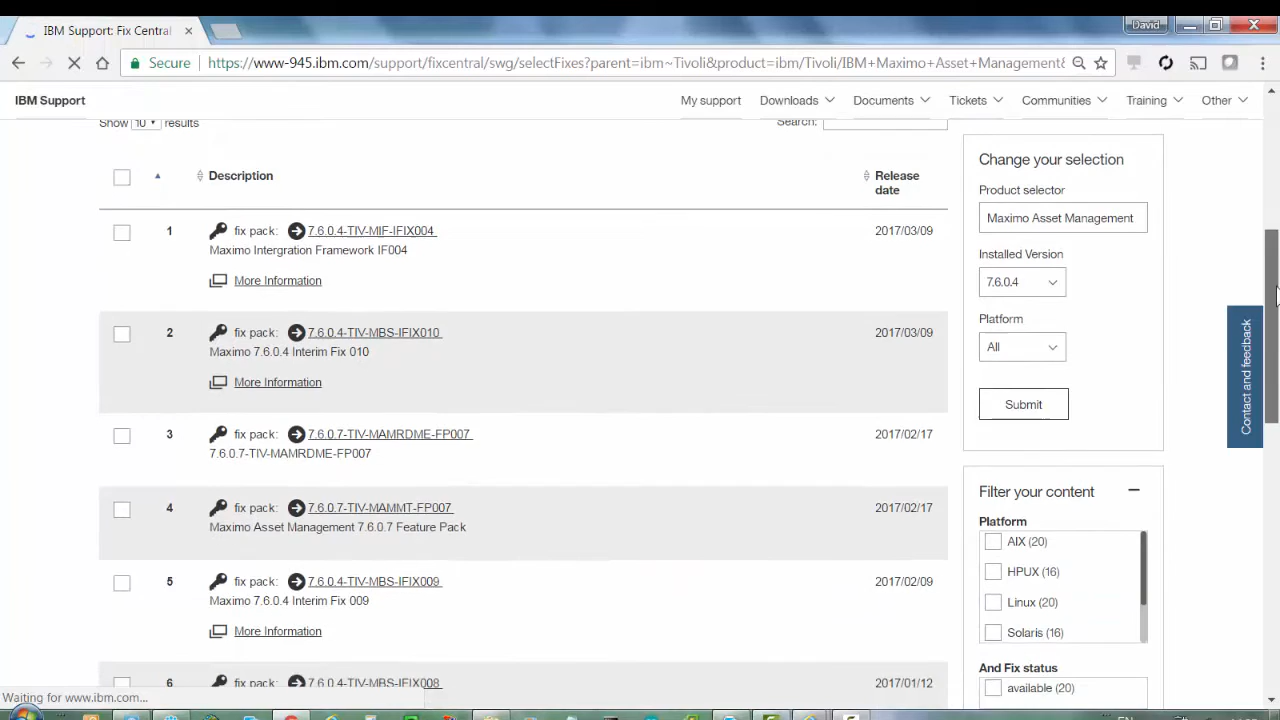 IBM Support: Fix Central
David
Secure
https://www-945.ibm.com/support/fixcentral/swg/selectFixes?parent=ibm~Tivoli&product=ibm/Tivoli/IBM+Maximo+Asset+Management&
IBM Support
My support
Downloads
Documents
Tickets
Communities
Training
Other
Show 10 results
Search:
Description
Release date
1 fix pack: 7.6.0.4-TIV-MIF-IFIX004 2017/03/09
Maximo Intergration Framework IF004
More Information
2 fix pack: 7.6.0.4-TIV-MBS-IFIX010 2017/03/09
Maximo 7.6.0.4 Interim Fix 010
More Information
3 fix pack: 7.6.0.7-TIV-MAMRDME-FP007 2017/02/17
7.6.0.7-TIV-MAMRDME-FP007
4 fix pack: 7.6.0.7-TIV-MAMMT-FP007 2017/02/17
Maximo Asset Management 7.6.0.7 Feature Pack
5 fix pack: 7.6.0.4-TIV-MBS-IFIX009 2017/02/09
Maximo 7.6.0.4 Interim Fix 009
More Information
6 fix pack: 7.6.0.4-TIV-MBS-IFIX008 2017/01/12
Change your selection
Product selector
Maximo Asset Management
Installed Version
7.6.0.4
Platform
All
Submit
Filter your content
Platform
AIX (20)
HPUX (16)
Linux (20)
Solaris (16)
And Fix status
available (20)
Contact and feedback
Waiting for www.ibm.com...